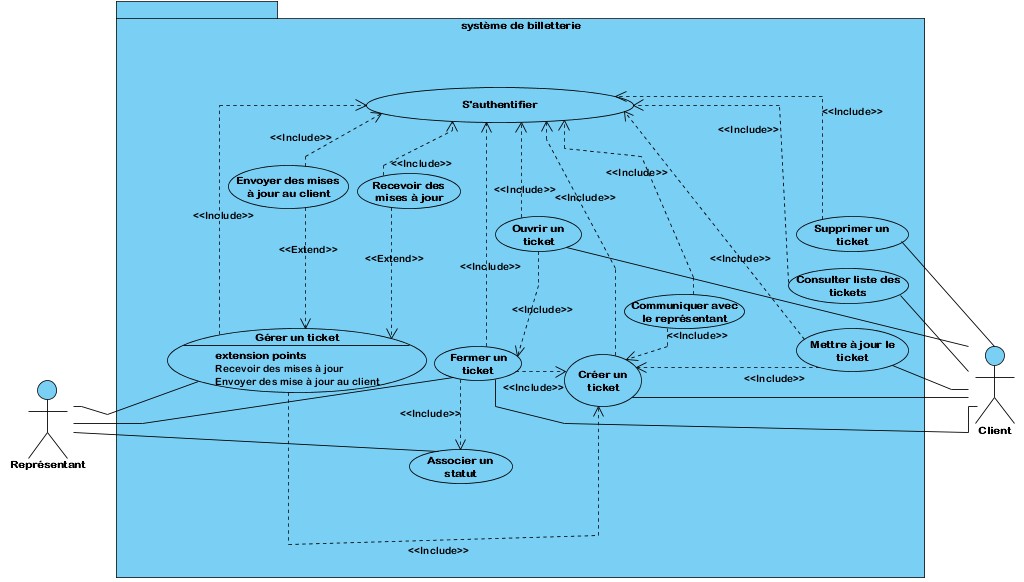 système de billetterie
S'authentifier
<<Include>>
<<Include>>
<<Include>>
<<Include>>
<<Include>>
Envoyer des mises
à jour au client
Recevoir des
mises à jour
<<Include>>
<<Include>>
<<Include>>
Ouvrir un
ticket
Supprimer un
ticket
<<Include>>
<<Extend>>
<<Extend>>
<<Include>>
<<Include>>
Consulter liste des
tickets
Communiquer avec
le représentant
<<Include>>
<<Include>>
Gérer un ticket
extension points
Recevoir des mises à jour
Envoyer des mise à jour au client
Fermer un
ticket
Mettre à jour le
ticket
Créer un
ticket
<<Include>>
<<Include>>
<<Include>>
Client
Représentant
Associer un
statut
<<Include>>